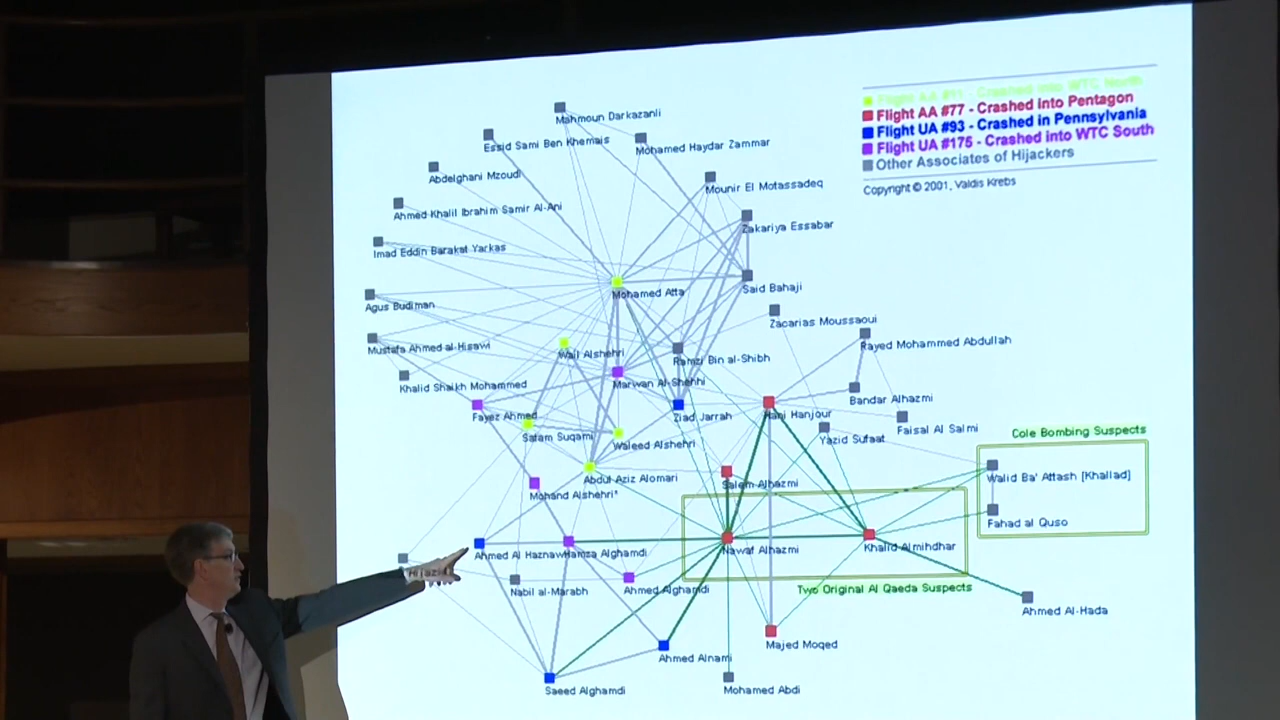 Flight AA #11 - Crashed into WTC North
Flight AA #77 - Crashed into Pentagon
Flight UA #93 - Crashed in Pennsylvania
Flight UA #175 - Crashed into WTC South
Other Associates of Hijackers
Copyright © 2001, Valdis Krebs
Mahmoun Darkazanli
Essid Sami Ben Khemais
Mohamed Haydar Zammar
Abdelghani Mzoudi
Mounir El Motassadeq
Ahmed Khalil Ibrahim Samir Al-Ani
Zakariya Essabar
Imad Eddin Barakat Yarkas
Said Bahaji
Mohamed Atta
Agus Budiman
Zacarias Moussaoui
Mustafa Ahmed al-Hisawi
Wail Alshehri
Ramzi Bin al-Shibh
Rayed Mohammed Abdullah
Khalid Shaikh Mohammed
Marwan Al-Shehhi
Bandar Alhazmi
Fayez Ahmed
Ziad Jarrah
Hani Hanjour
Faisal Al Salmi
Satam Suqami
Waleed Alshehri
Yazid Sufaat
Cole Bombing Suspects
Abdul Aziz Alomari
Salem Alhazmi
Walid Ba' Attash [Khallad]
Mohand Alshehri*
Fahad al Quso
Ahmed Al Haznawi
Hamza Alghamdi
Nawaf Alhazmi
Khalid Almihdhar
Nabil al-Marabh
Ahmed Alghamdi
Two Original Al Qaeda Suspects
Ahmed Al-Hada
Majed Moqed
Ahmed Alnami
Saeed Alghamdi
Mohamed Abdi